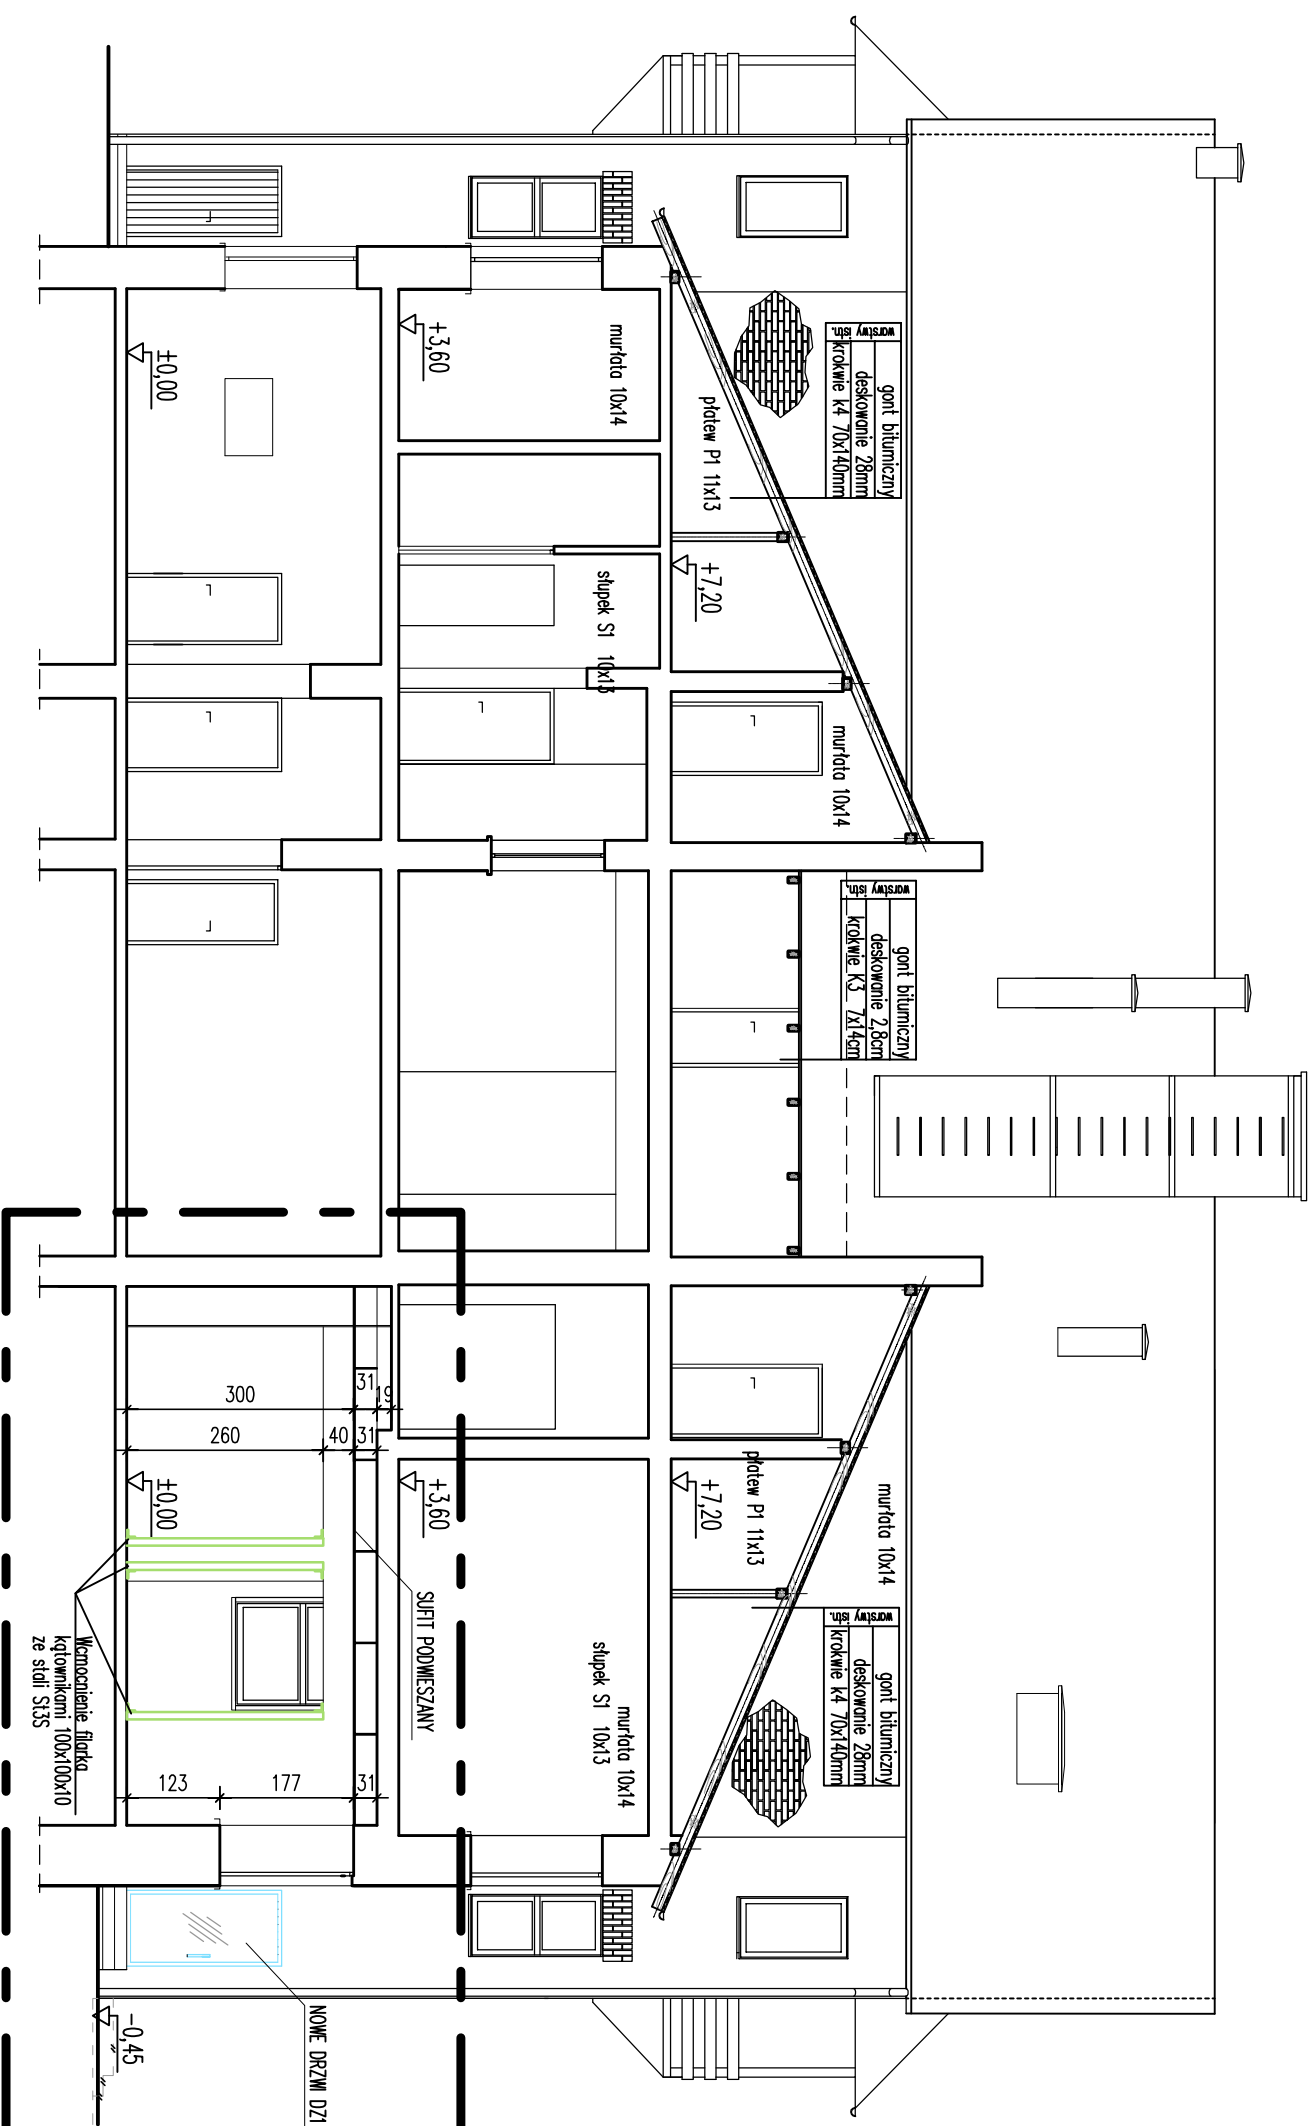 warstwy istn.
gont bitumiczny
deskowanie 28mm
krokwie k4 70x140mm
murłata 10x14
płatew P1 11x13
+3,60
±0,00
+7,20
słupek S1 10x13
murłata 10x14
warstwy istn.
gont bitumiczny
deskowanie 2,8cm
krokwie K3 7x14cm
300
31
19
260
40
31
±0,00
+3,60
+7,20
płatew P1 11x13
murłata 10x14
warstwy istn.
gont bitumiczny
deskowanie 28mm
krokwie k4 70x140mm
SUFIT PODWIESZANY
murłata 10x14
słupek S1 10x13
Wcmocnienie filarka
kątownikami 100x100x10
ze stali St3S
123
177
31
-0,45
NOWE DRZWI DZ1